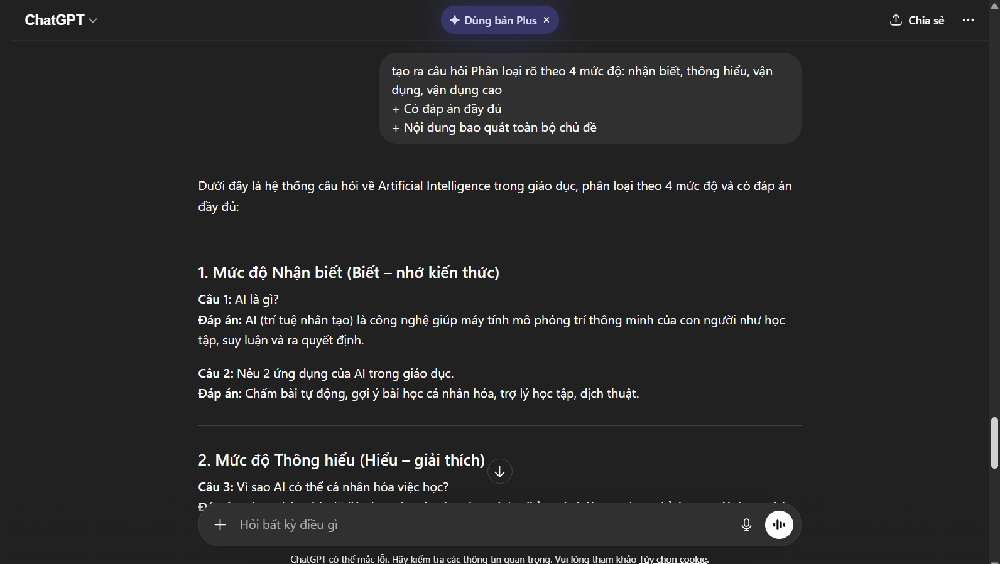 ChatGPT
Dùng bản Plus
Chia sẻ
tạo ra câu hỏi Phân loại rõ theo 4 mức độ: nhận biết, thông hiểu, vận
dụng, vận dụng cao
+ Có đáp án đầy đủ
+ Nội dung bao quát toàn bộ chủ đề
Dưới đây là hệ thống câu hỏi về Artificial Intelligence trong giáo dục, phân loại theo 4 mức độ và có đáp án
đầy đủ:
1. Mức độ Nhận biết (Biết – nhớ kiến thức)
Câu 1: AI là gì?
Đáp án: AI (trí tuệ nhân tạo) là công nghệ giúp máy tính mô phỏng trí thông minh của con người như học
tập, suy luận và ra quyết định.
Câu 2: Nêu 2 ứng dụng của AI trong giáo dục.
Đáp án: Chấm bài tự động, gợi ý bài học cá nhân hóa, trợ lý học tập, dịch thuật.
2. Mức độ Thông hiểu (Hiểu – giải thích)
Câu 3: Vì sao AI có thể cá nhân hóa việc học?
Hỏi bất kỳ điều gì
ChatGPT có thể mắc lỗi. Hãy kiểm tra các thông tin quan trọng. Vui lòng tham khảo Tùy chọn cookie.